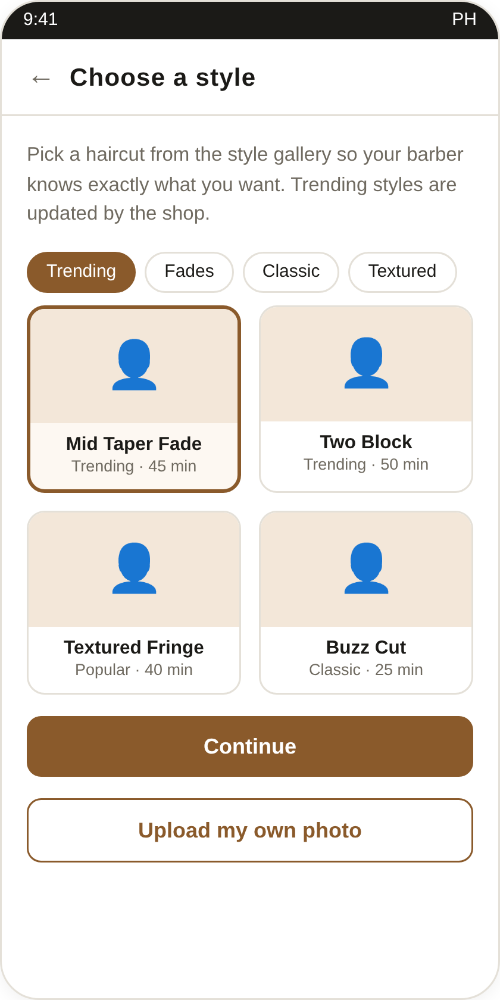 9:41 PH
← Choose a style
Pick a haircut from the style gallery so your barber
knows exactly what you want. Trending styles are
updated by the shop.
Trending Fades Classic Textured
Mid Taper Fade
Trending · 45 min
Two Block
Trending · 50 min
Textured Fringe
Popular · 40 min
Buzz Cut
Classic · 25 min
Continue
Upload my own photo